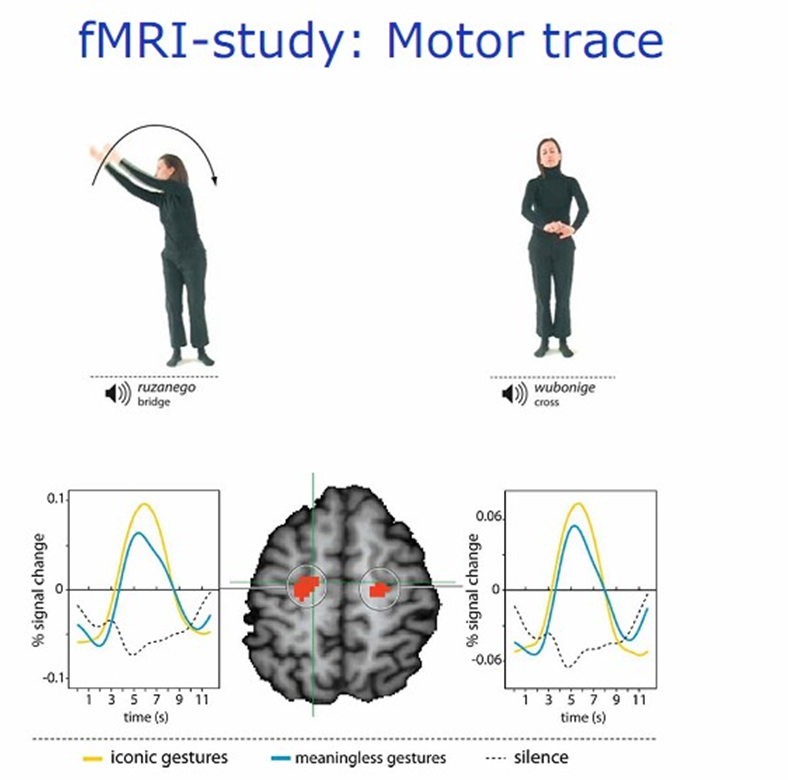 fMRI-study: Motor trace
ruzanego
bridge
wubonige
cross
% signal change
0.1
0
-0.1
1 3 5 7 9 11
time (s)
% signal change
0.06
0
-0.06
1 3 5 7 9 11
time (s)
iconic gestures meaningless gestures silence